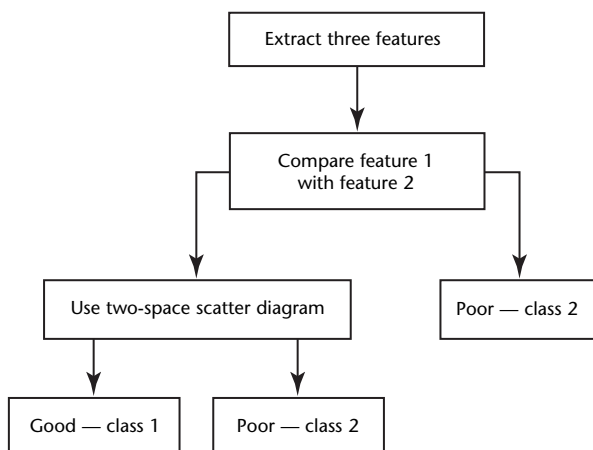 Extract three features
Compare feature 1
with feature 2
Use two-space scatter diagram
Poor — class 2
Good — class 1
Poor — class 2